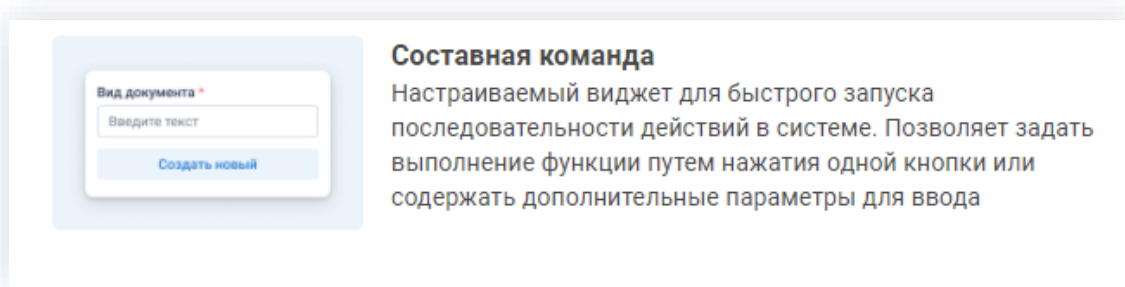 Составная команда
Настраиваемый виджет для быстрого запуска
последовательности действий в системе. Позволяет задать
выполнение функции путем нажатия одной кнопки или
содержать дополнительные параметры для ввода
Вид документа *
Введите текст
Создать новый